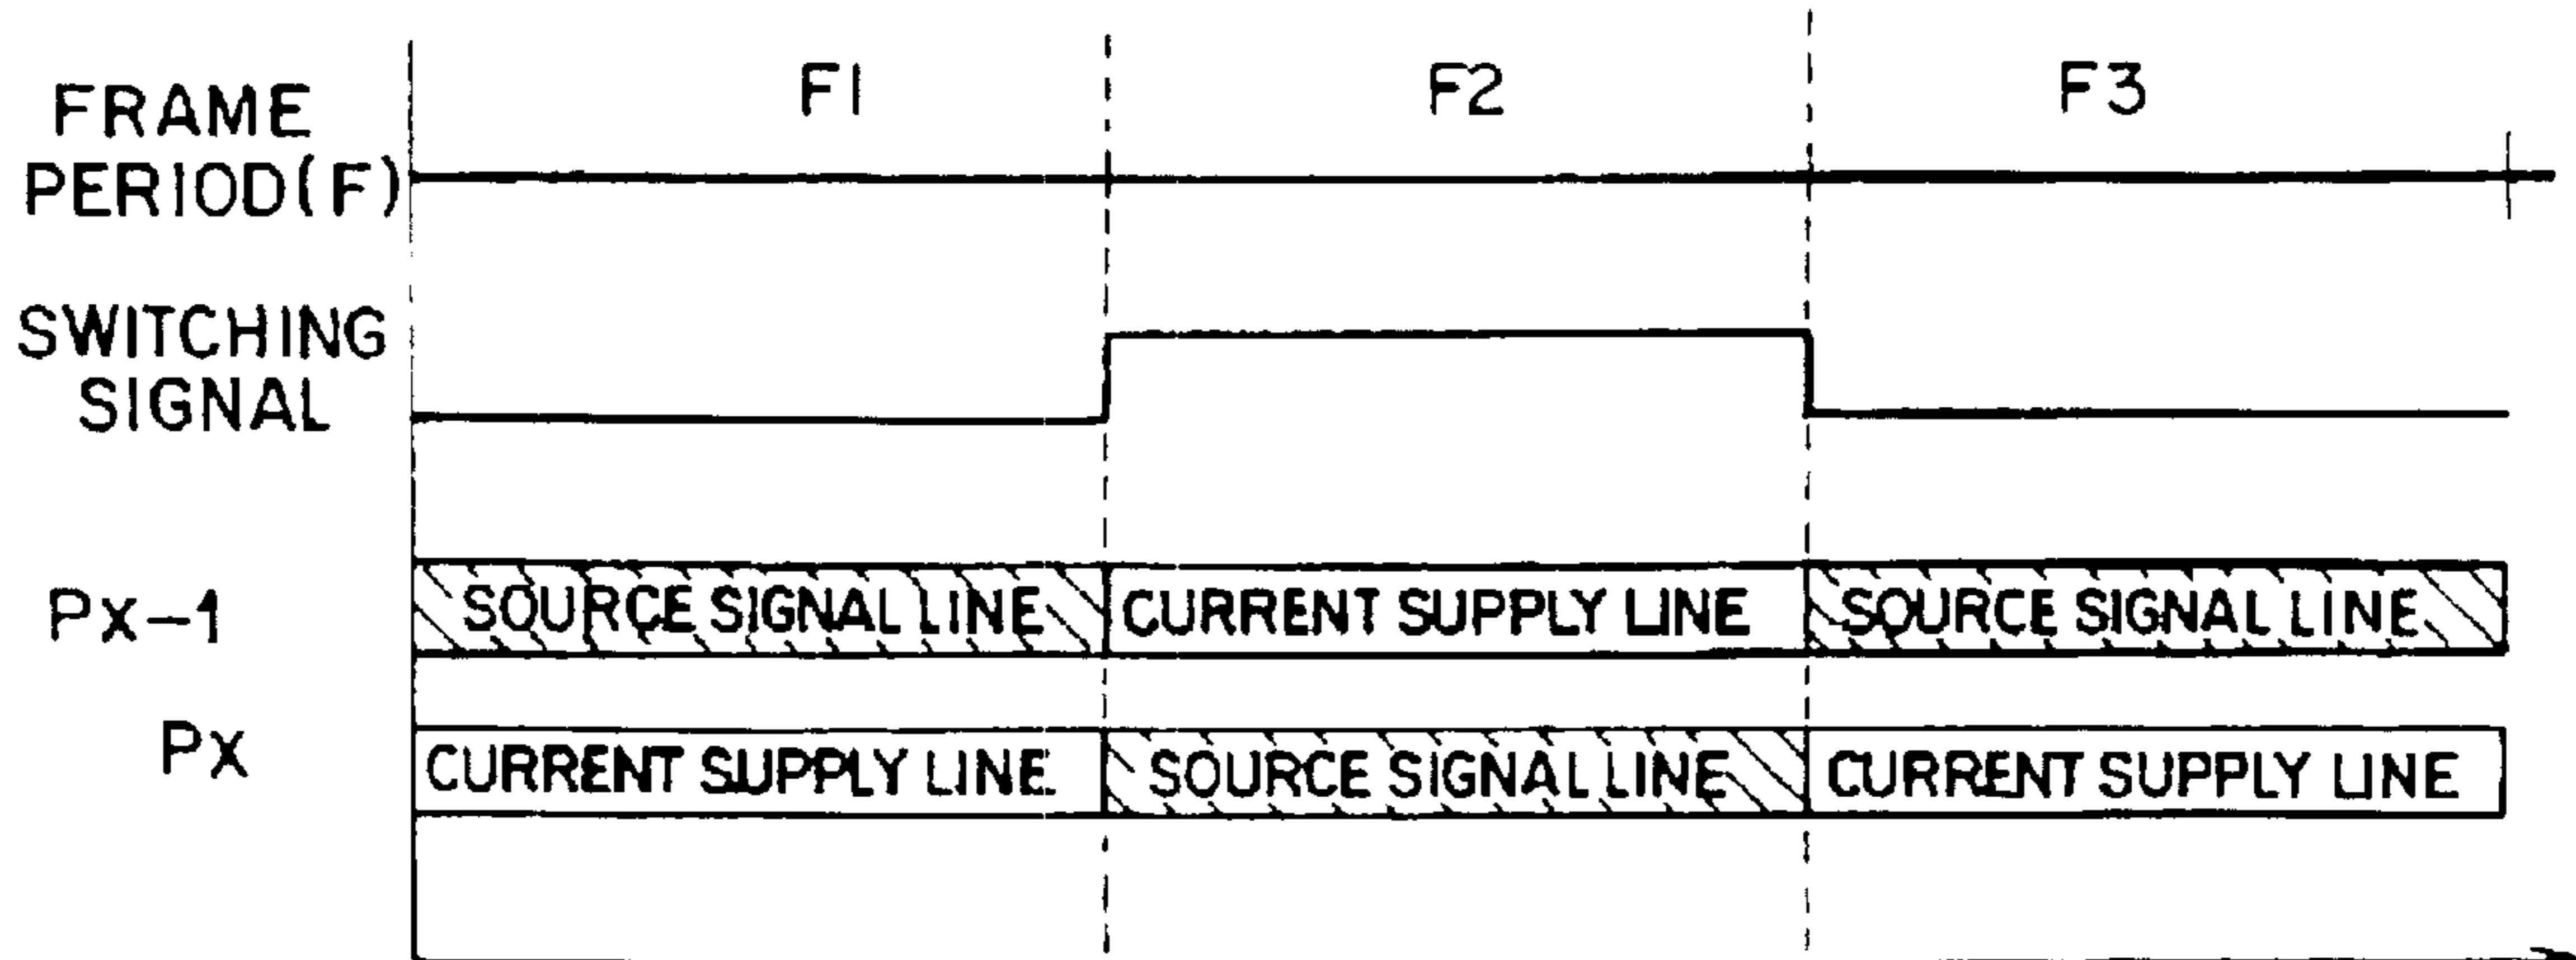 FRAME
PERIOD(F)
F1
F2
F3
SWITCHING
SIGNAL
Px-1
SOURCE SIGNAL LINE
CURRENT SUPPLY LINE
SOURCE SIGNAL LINE
Px
CURRENT SUPPLY LINE
SOURCE SIGNAL LINE
CURRENT SUPPLY LINE